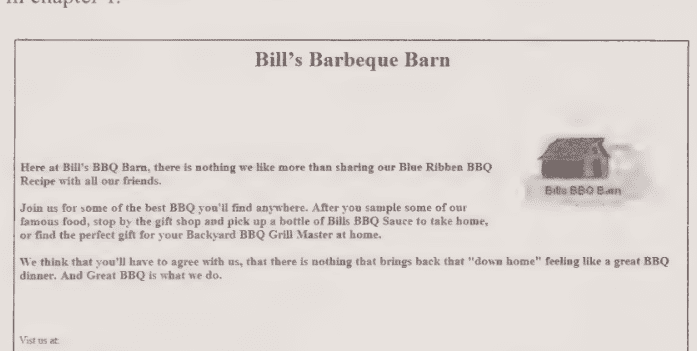 in chapter 1.
Bill's Barbeque Barn
Here at Bill's BBQ Barn, there is nothing we like more than sharing our Blue Ribben BBQ
Recipe with all our friends.
Bills BBQ Barn
Join us for some of the best BBQ you'll find anywhere. After you sample some of our
famous food, stop by the gift shop and pick up a bottle of Bills BBQ Sauce to take home,
or find the perfect gift for your Backyard BBQ Grill Master at home.
We think that you'll have to agree with us, that there is nothing that brings back that "down home" feeling like a great BBQ
dinner. And Great BBQ is what we do.
Vist us at: